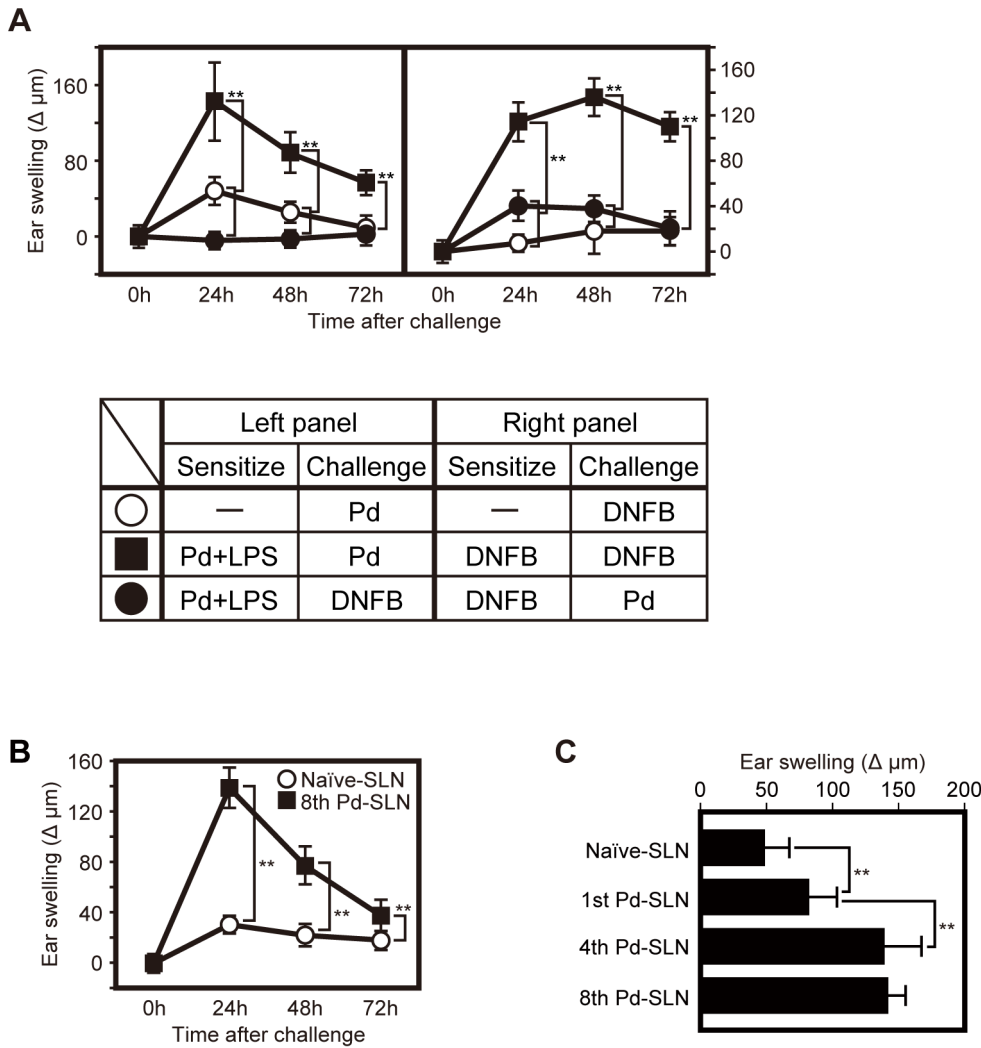 A
Ear swelling (Δ µm)
160
80
0
**
**
**
0h 24h 48h 72h
**
**
**
160
120
80
40
0
0h 24h 48h 72h
Ear swelling (Δ µm)
Time after challenge
Left panel Right panel
Sensitize Challenge Sensitize Challenge
— Pd — DNFB
Pd+LPS Pd DNFB DNFB
Pd+LPS DNFB DNFB Pd
B
Ear swelling (Δ µm)
160
120
80
40
0
Naïve-SLN
8th Pd-SLN
**
**
**
0h 24h 48h 72h
Time after challenge
C
Ear swelling (Δ µm)
0 50 100 150 200
Naïve-SLN
1st Pd-SLN
4th Pd-SLN
8th Pd-SLN
**
**